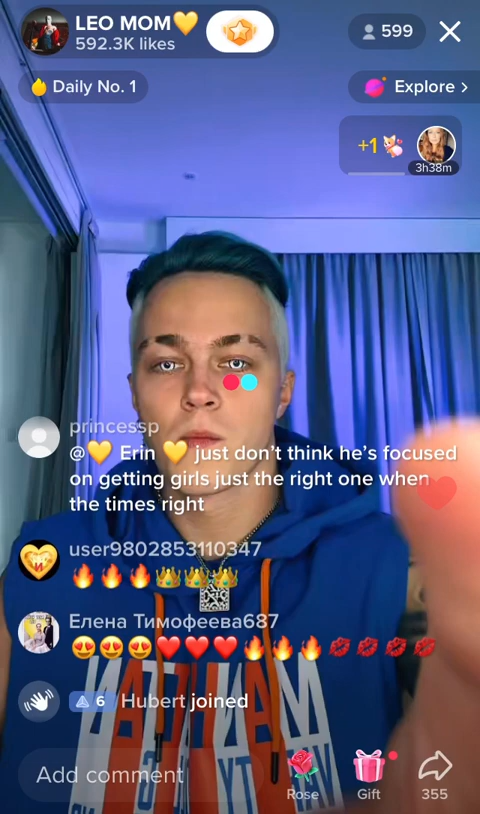 LEO MOM💛
592.3K likes
599
Daily No. 1
Explore >
+1
3h38m
princessp
@💛 Erin 💛 just don't think he's focused
on getting girls just the right one when
the times right
user9802853110347
🔥🔥🔥👑👑👑
Елена Тимофеева687
😍😍😍❤️❤️❤️🔥🔥🔥💋💋💋💋
6 Hubert joined
Add comment
Rose
Gift
355